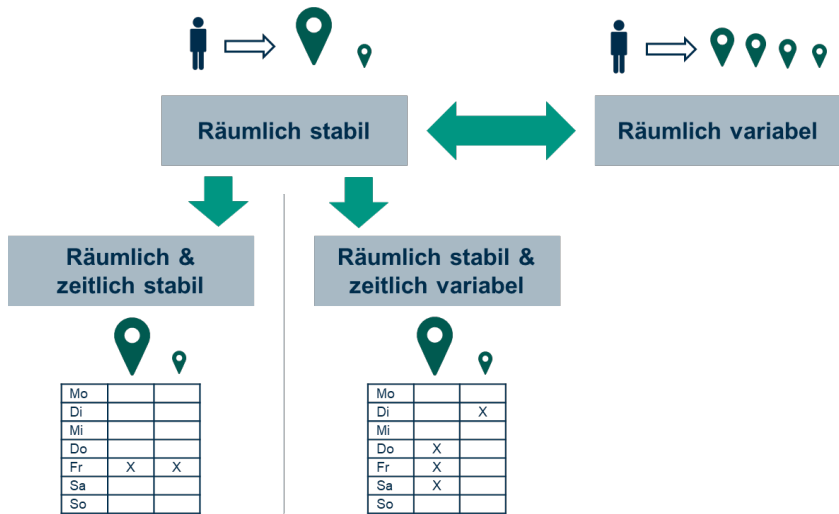 Räumlich stabil
Räumlich variabel
Räumlich &
zeitlich stabil
Räumlich stabil &
zeitlich variabel
Mo
Di
Mi
Do
Fr X X
Sa
So
Mo
Di X
Mi
Do X
Fr X
Sa X
So